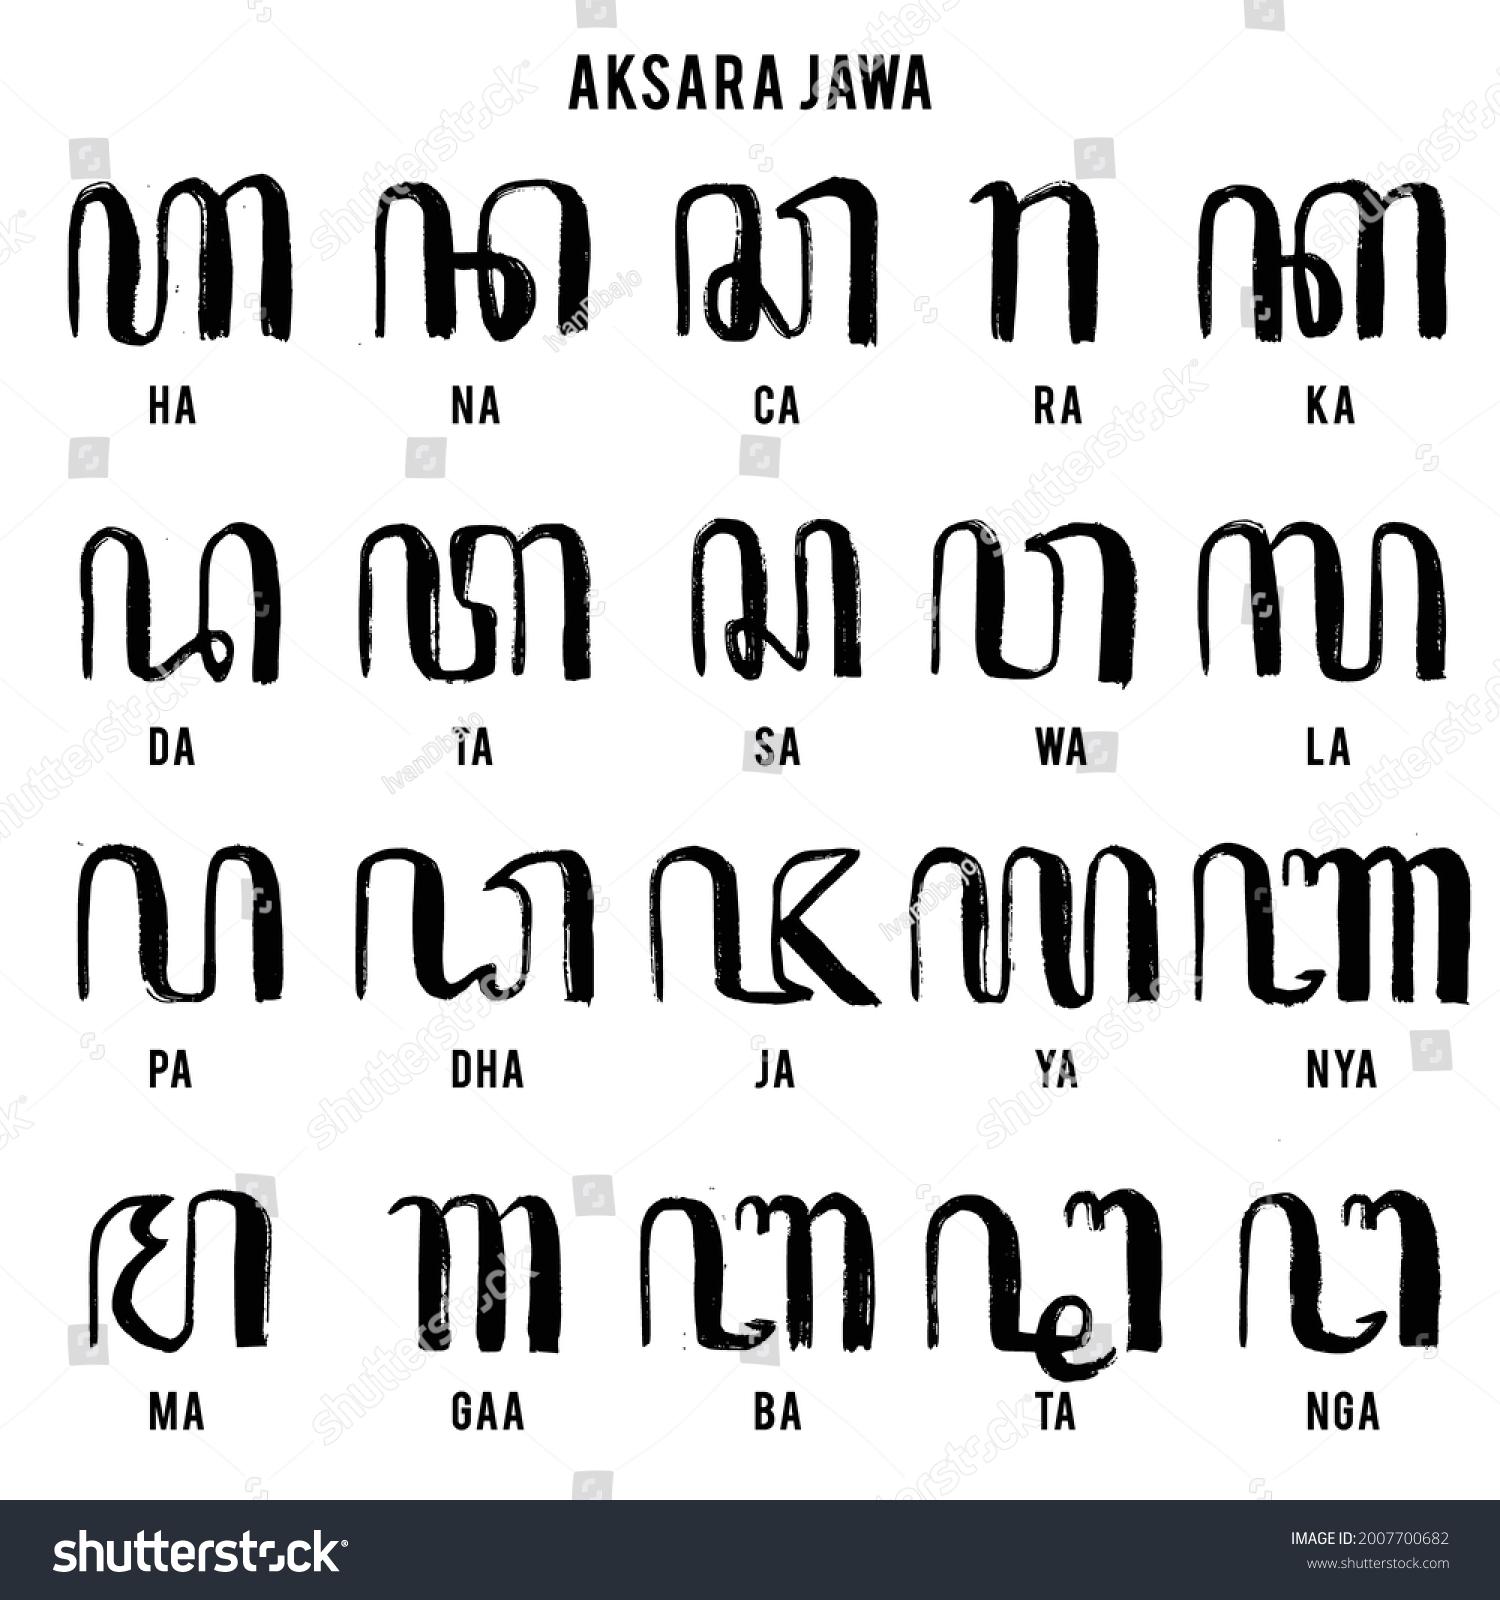 AKSARA JAWA
ꦲ ꦤ ꦕ ꦫ ꦏ
HA NA CA RA KA
ꦢ ꦠ ꦱ ꦮ ꦭ
DA TA SA WA LA
ꦥ ꦝ ꦗ ꦪ ꦚ
PA DHA JA YA NYA
ꦩ ꦒ ꦧ ꦛ ꦔ
MA GAA BA TA NGA
shutterstock
IMAGE ID: 2007700682
www.shutterstock.com